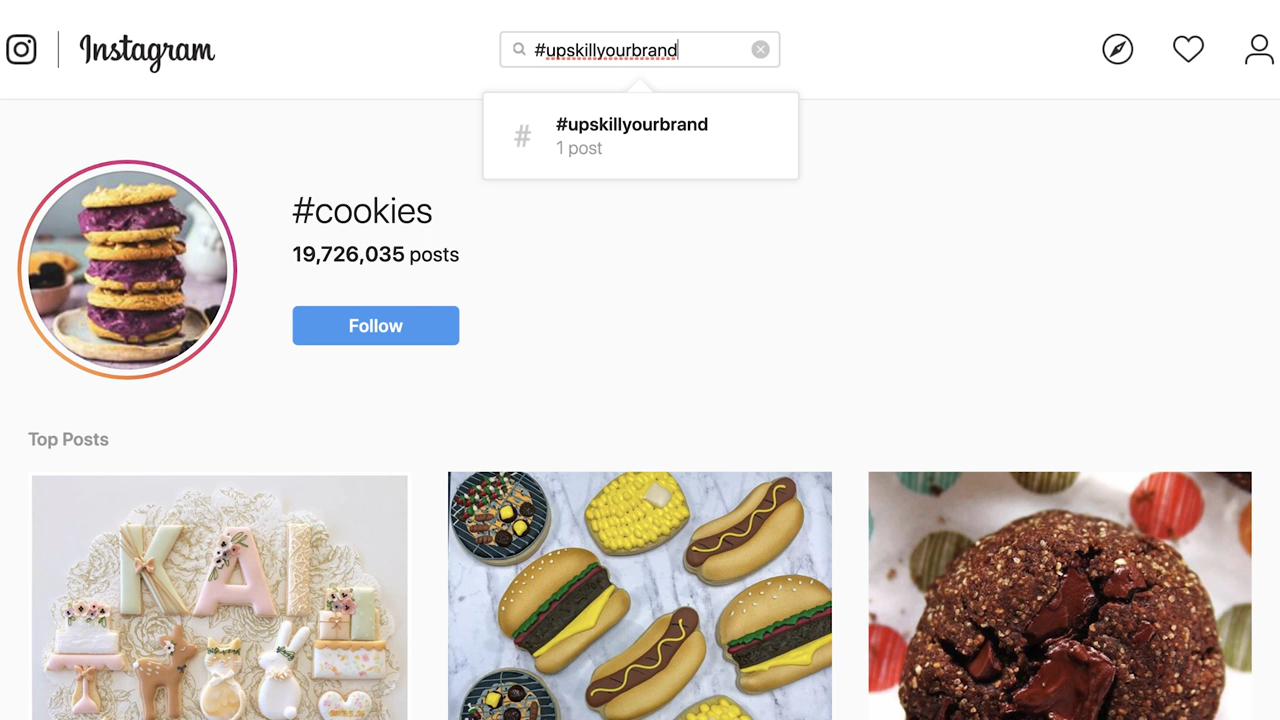 Instagram
#upskillyourbrand
#
#upskillyourbrand
1 post
#cookies
19,726,035 posts
Follow
Top Posts
KAI